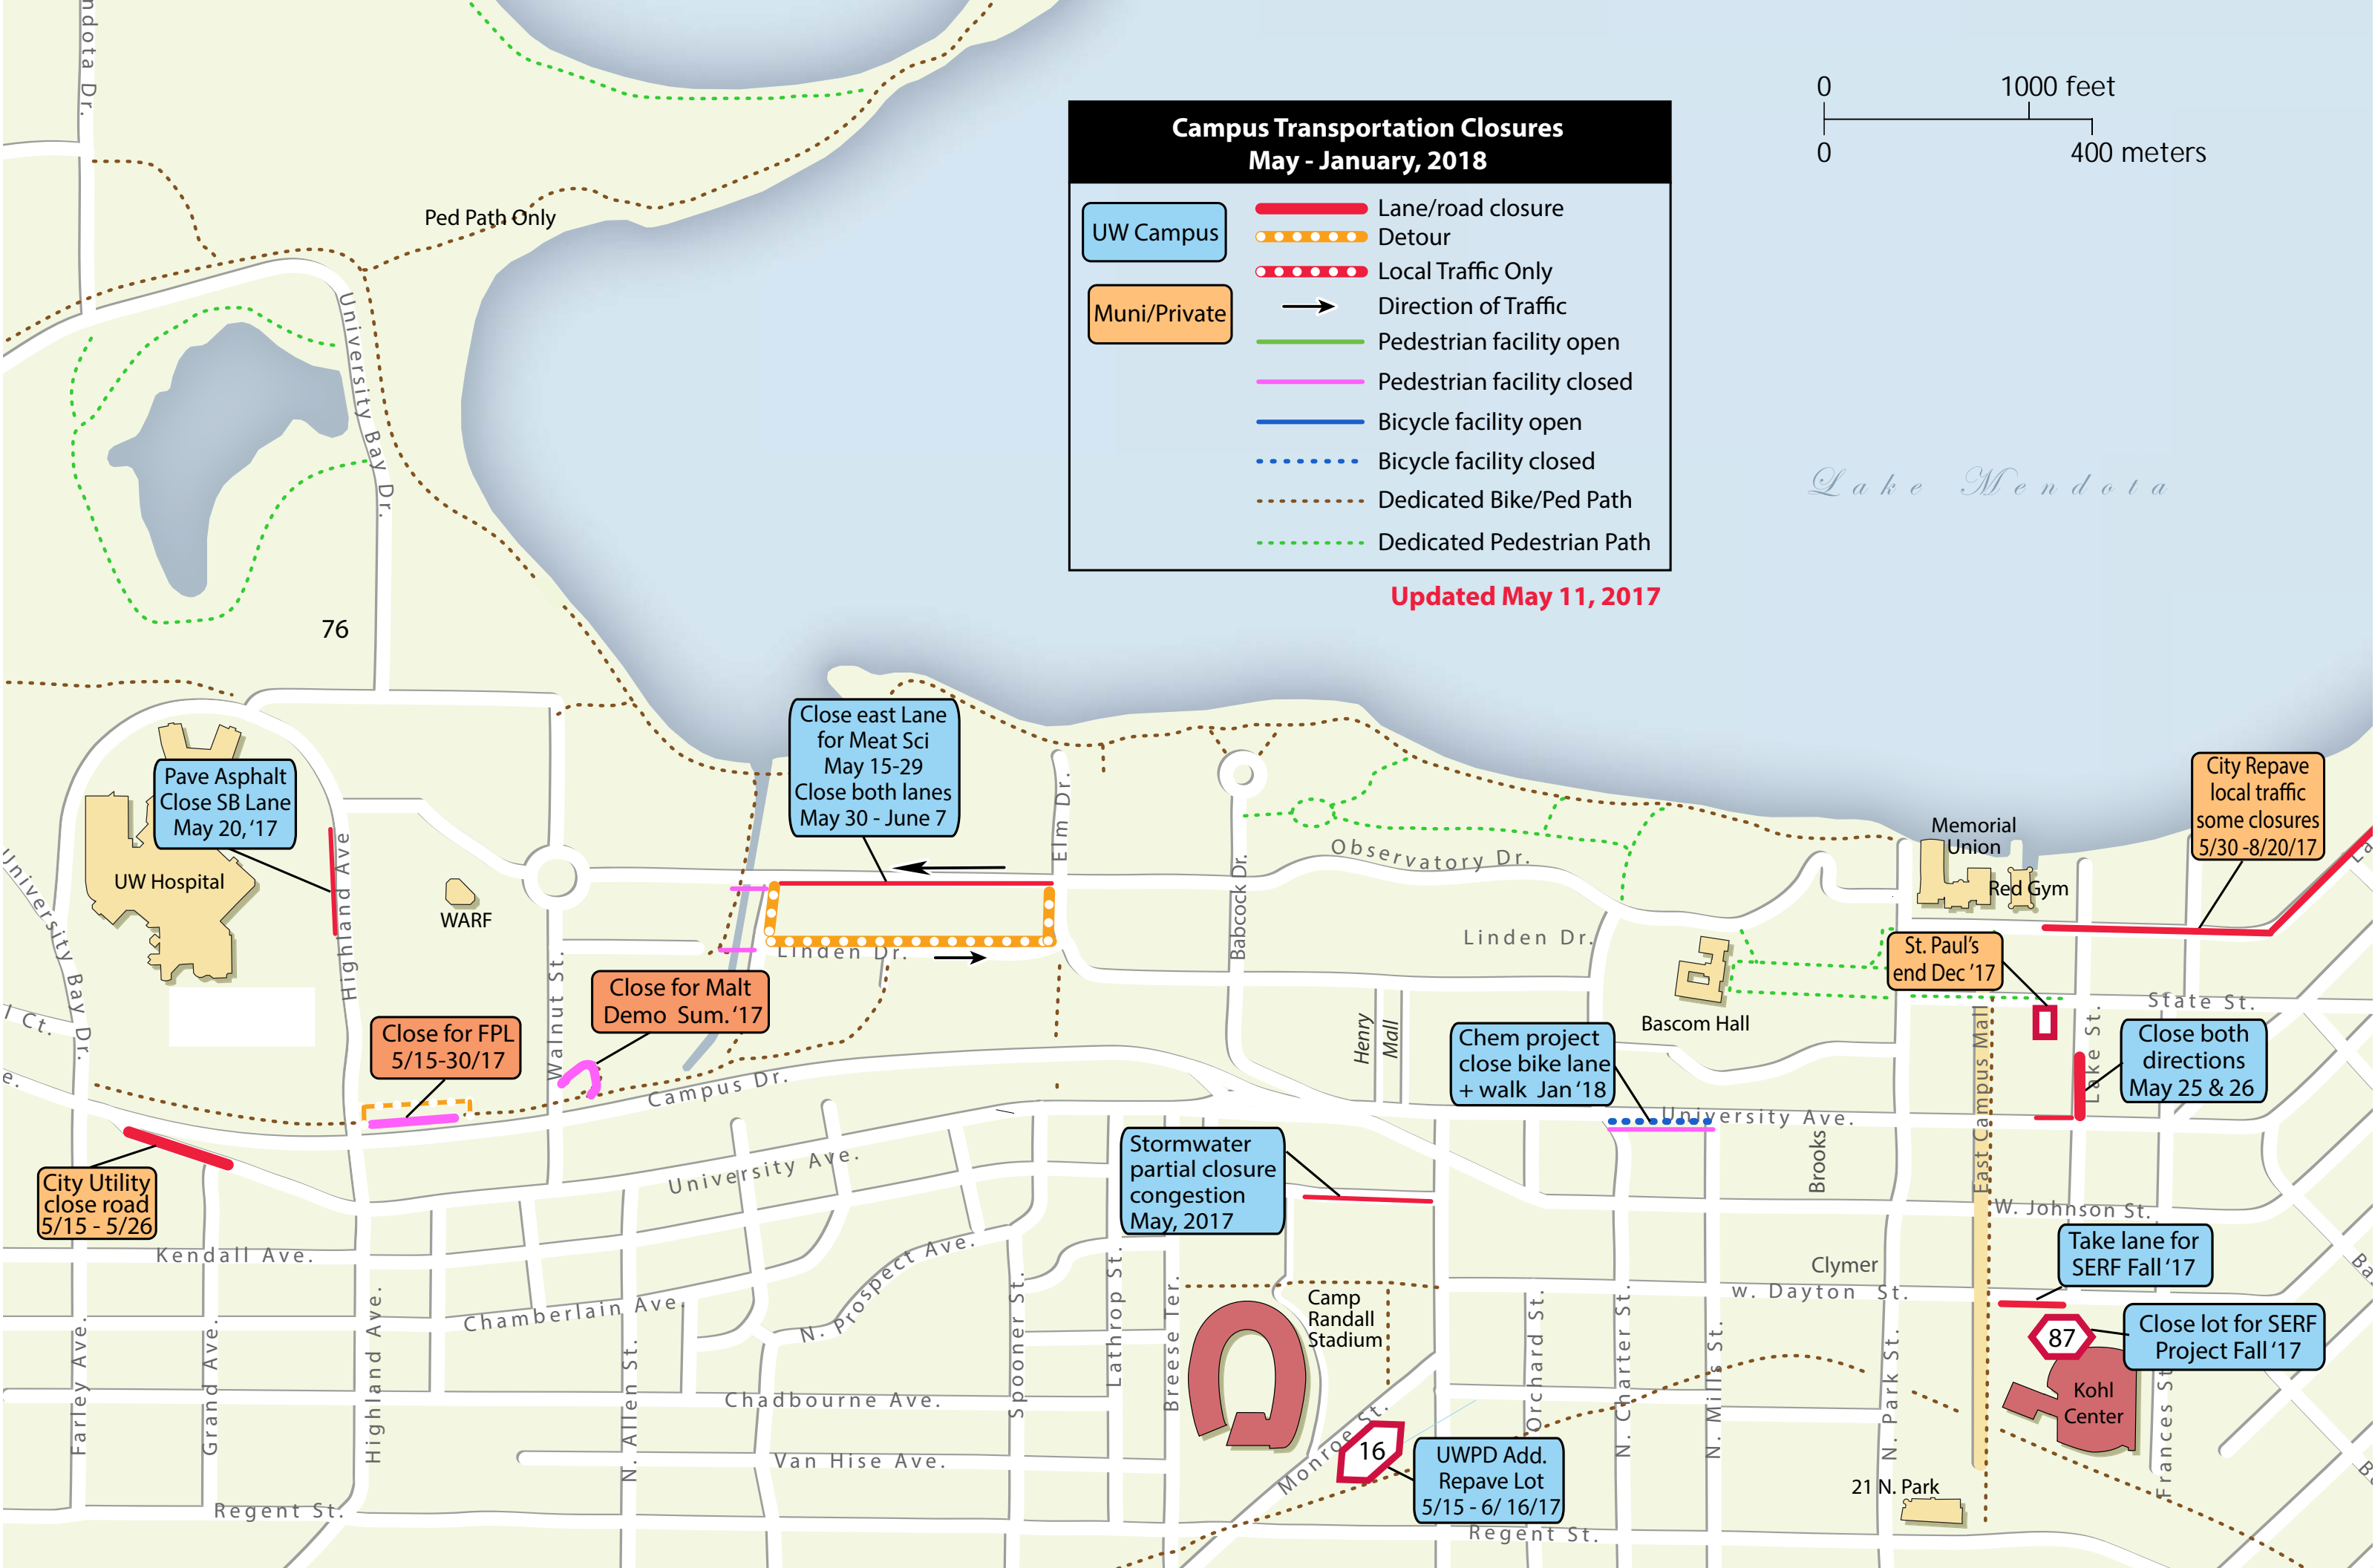 ndota Dr.
0
1000 feet
0
400 meters
Campus Transportation Closures
May - January, 2018
UW Campus
Muni/Private
Lane/road closure
Detour
Local Traffic Only
Direction of Traffic
Pedestrian facility open
Pedestrian facility closed
Bicycle facility open
Bicycle facility closed
Dedicated Bike/Ped Path
Dedicated Pedestrian Path
Updated May 11, 2017
Ped Path Only
University Bay Dr.
Lake Mendota
76
Close east Lane
for Meat Sci
May 15-29
Close both lanes
May 30 - June 7
Pave Asphalt
Close SB Lane
May 20, ‘17
UW Hospital
Highland Ave
WARF
University Bay Dr.
l Ct.
e.
Elm Dr.
Babcock Dr.
Observatory Dr.
Linden Dr.
Linden Dr.
Memorial
Union
Red Gym
City Repave
local traffic
some closures
5/30 -8/20/17
La
St. Paul’s
end Dec ‘17
State St.
Bascom Hall
Henry
Mall
Close for Malt
Demo Sum. ‘17
Close for FPL
5/15-30/17
Walnut St.
Campus Dr.
Chem project
close bike lane
+ walk Jan ‘18
Close both
directions
May 25 & 26
Lake St.
East Campus Mall
University Ave.
Brooks
City Utility
close road
5/15 - 5/26
University Ave.
Stormwater
partial closure
congestion
May, 2017
W. Johnson St.
Take lane for
SERF Fall ‘17
Clymer
w. Dayton St.
Close lot for SERF
Project Fall ‘17
87
Kohl
Center
Kendall Ave.
Chamberlain Ave.
N. Prospect Ave.
Camp
Randall
Stadium
Farley Ave.
Grand Ave.
Highland Ave.
N. Allen St.
Spooner St.
Lathrop St.
Breese Ter.
Chadbourne Ave.
Van Hise Ave.
Monroe St.
16
UWPD Add.
Repave Lot
5/15 - 6/ 16/17
Orchard St.
N. Charter St.
N. Mills St.
N. Park St.
21 N. Park
Frances St.
Ba
Regent St.
Regent St.